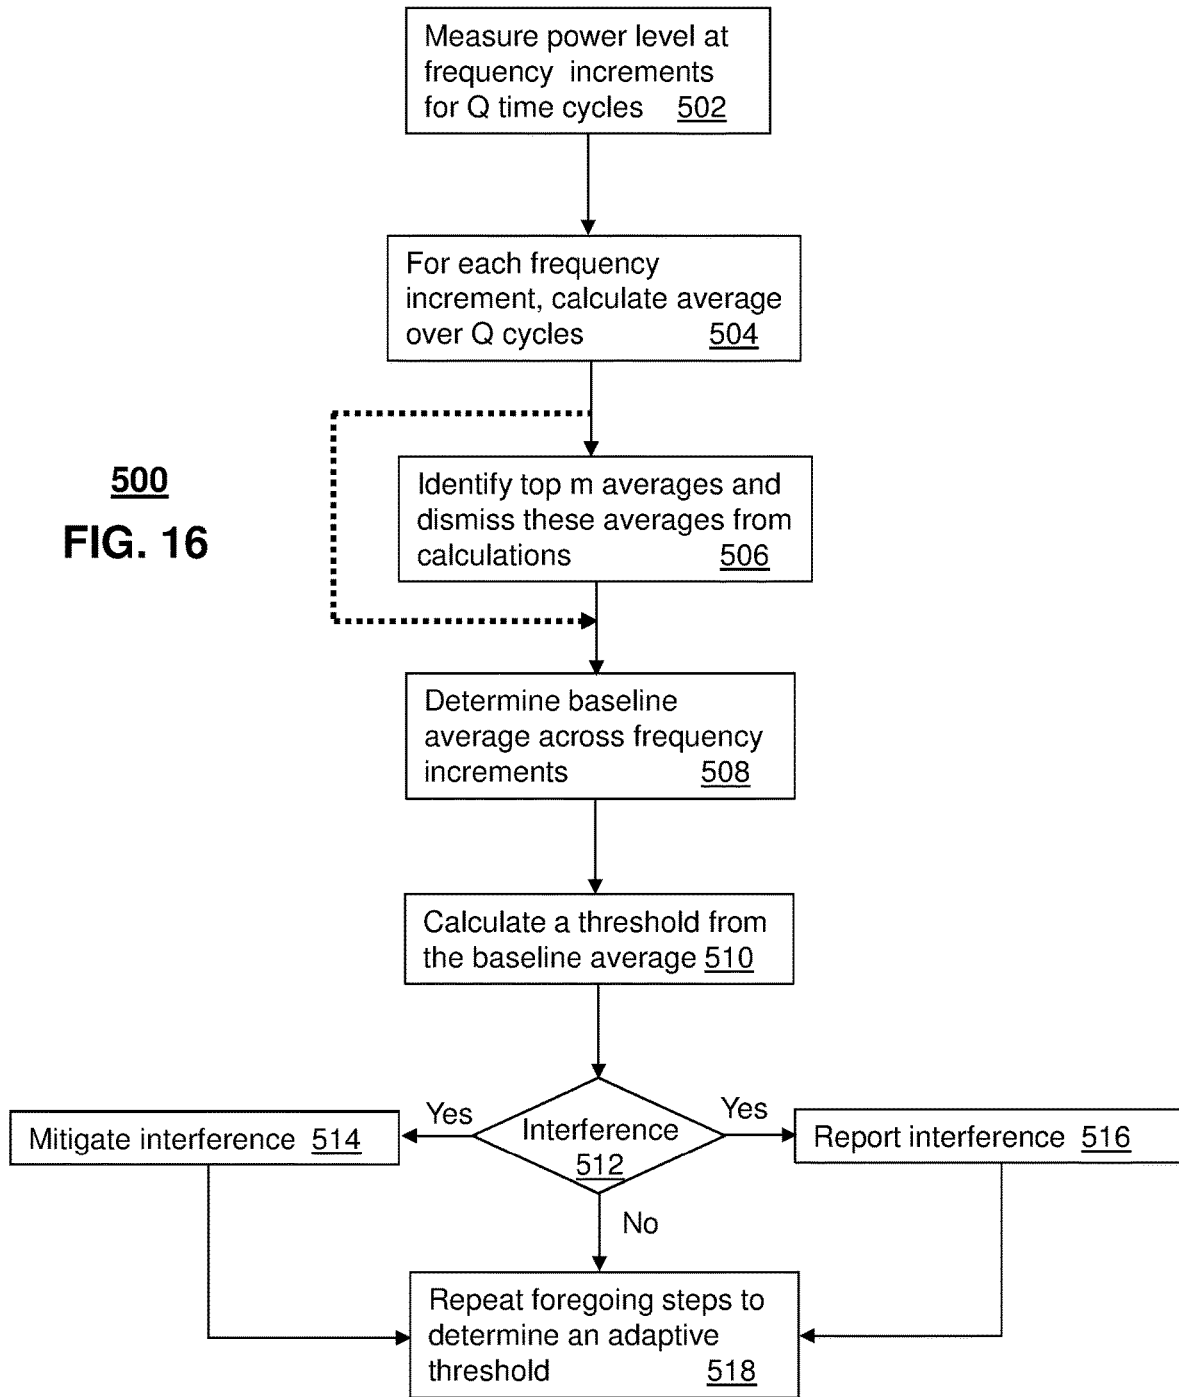 Measure power level at
frequency increments
for Q time cycles 502
For each frequency
increment, calculate average
over Q cycles 504
500
FIG. 16
Identify top m averages and
dismiss these averages from
calculations 506
Determine baseline
average across frequency
increments 508
Calculate a threshold from
the baseline average 510
Yes
Yes
Mitigate interference 514
Interference
512
Report interference 516
No
Repeat foregoing steps to
determine an adaptive
threshold 518